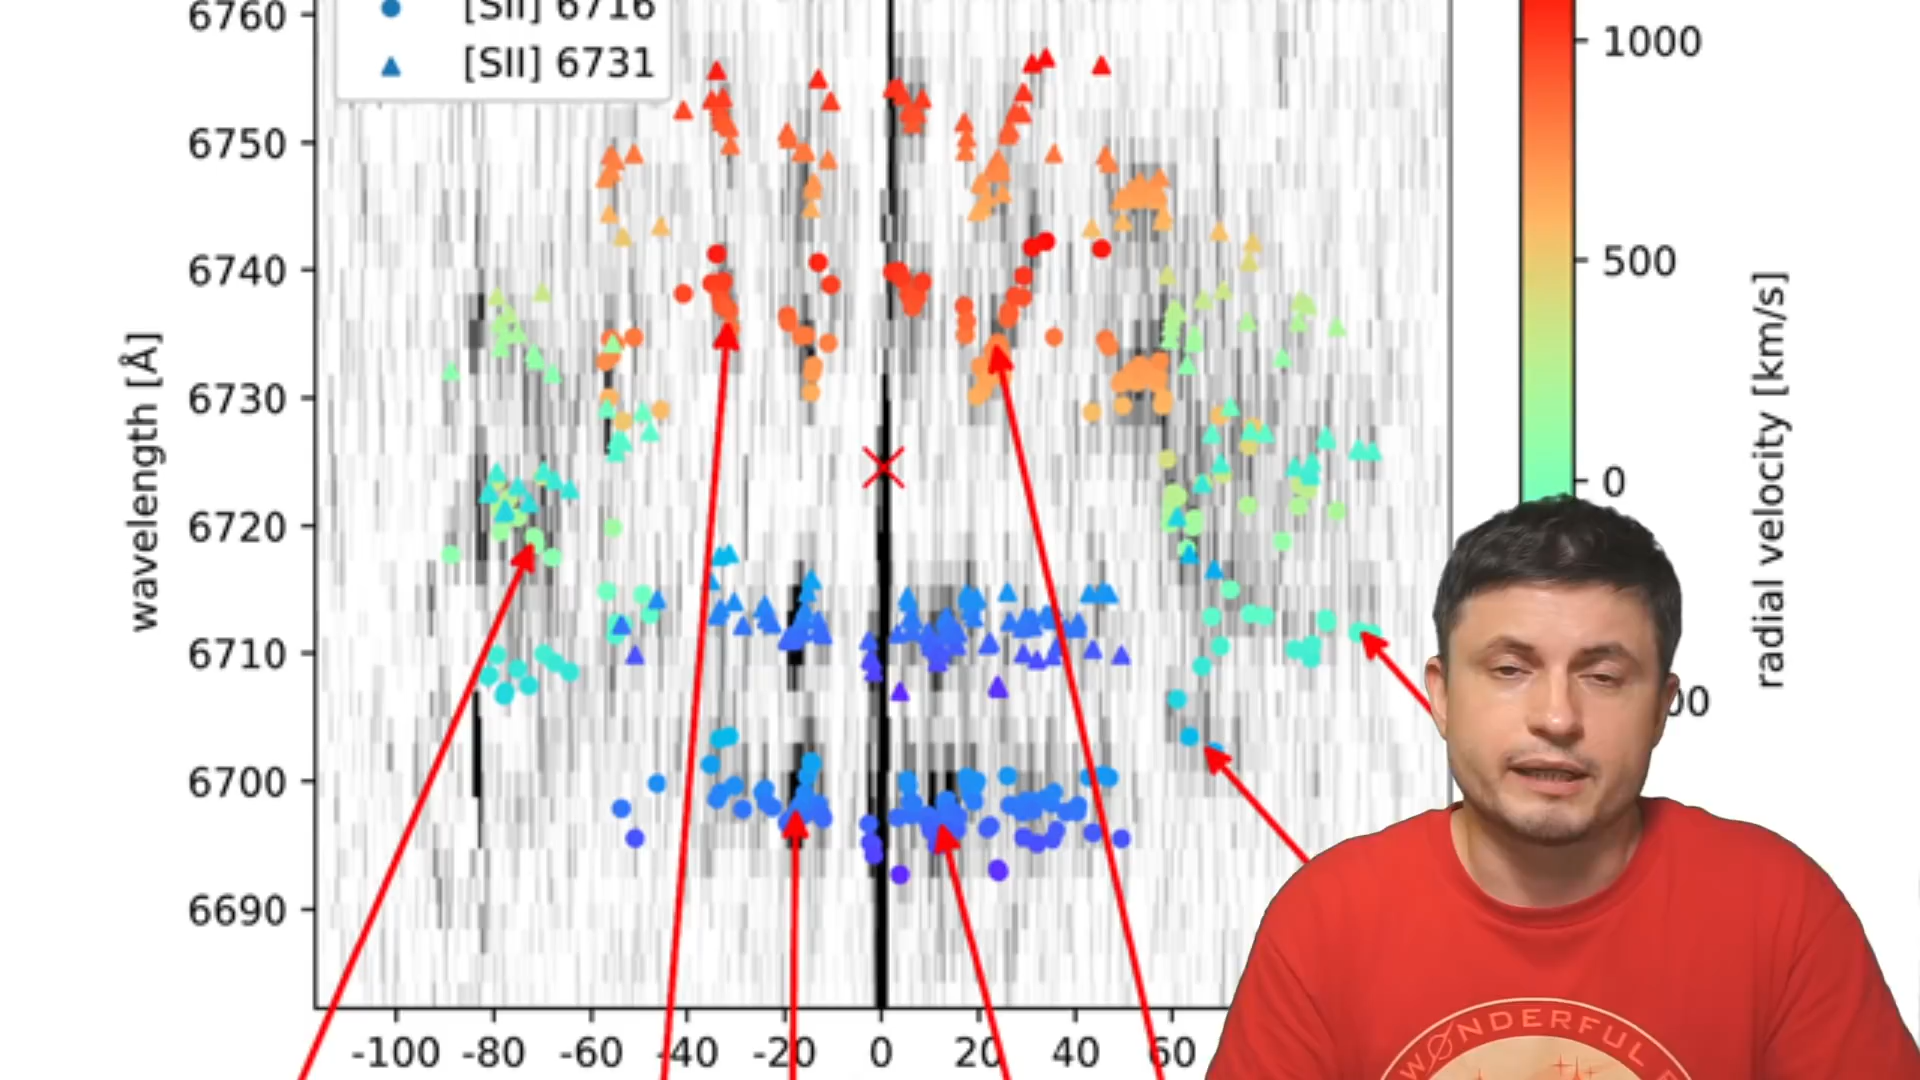 6760
[SII] 6716
[SII] 6731
6750
6740
6730
6720
6710
6700
6690
wavelength [Å]
-100 -80 -60 -40 -20 0 20 40 60
1000
500
0
radial velocity [km/s]
WØNDERFUL